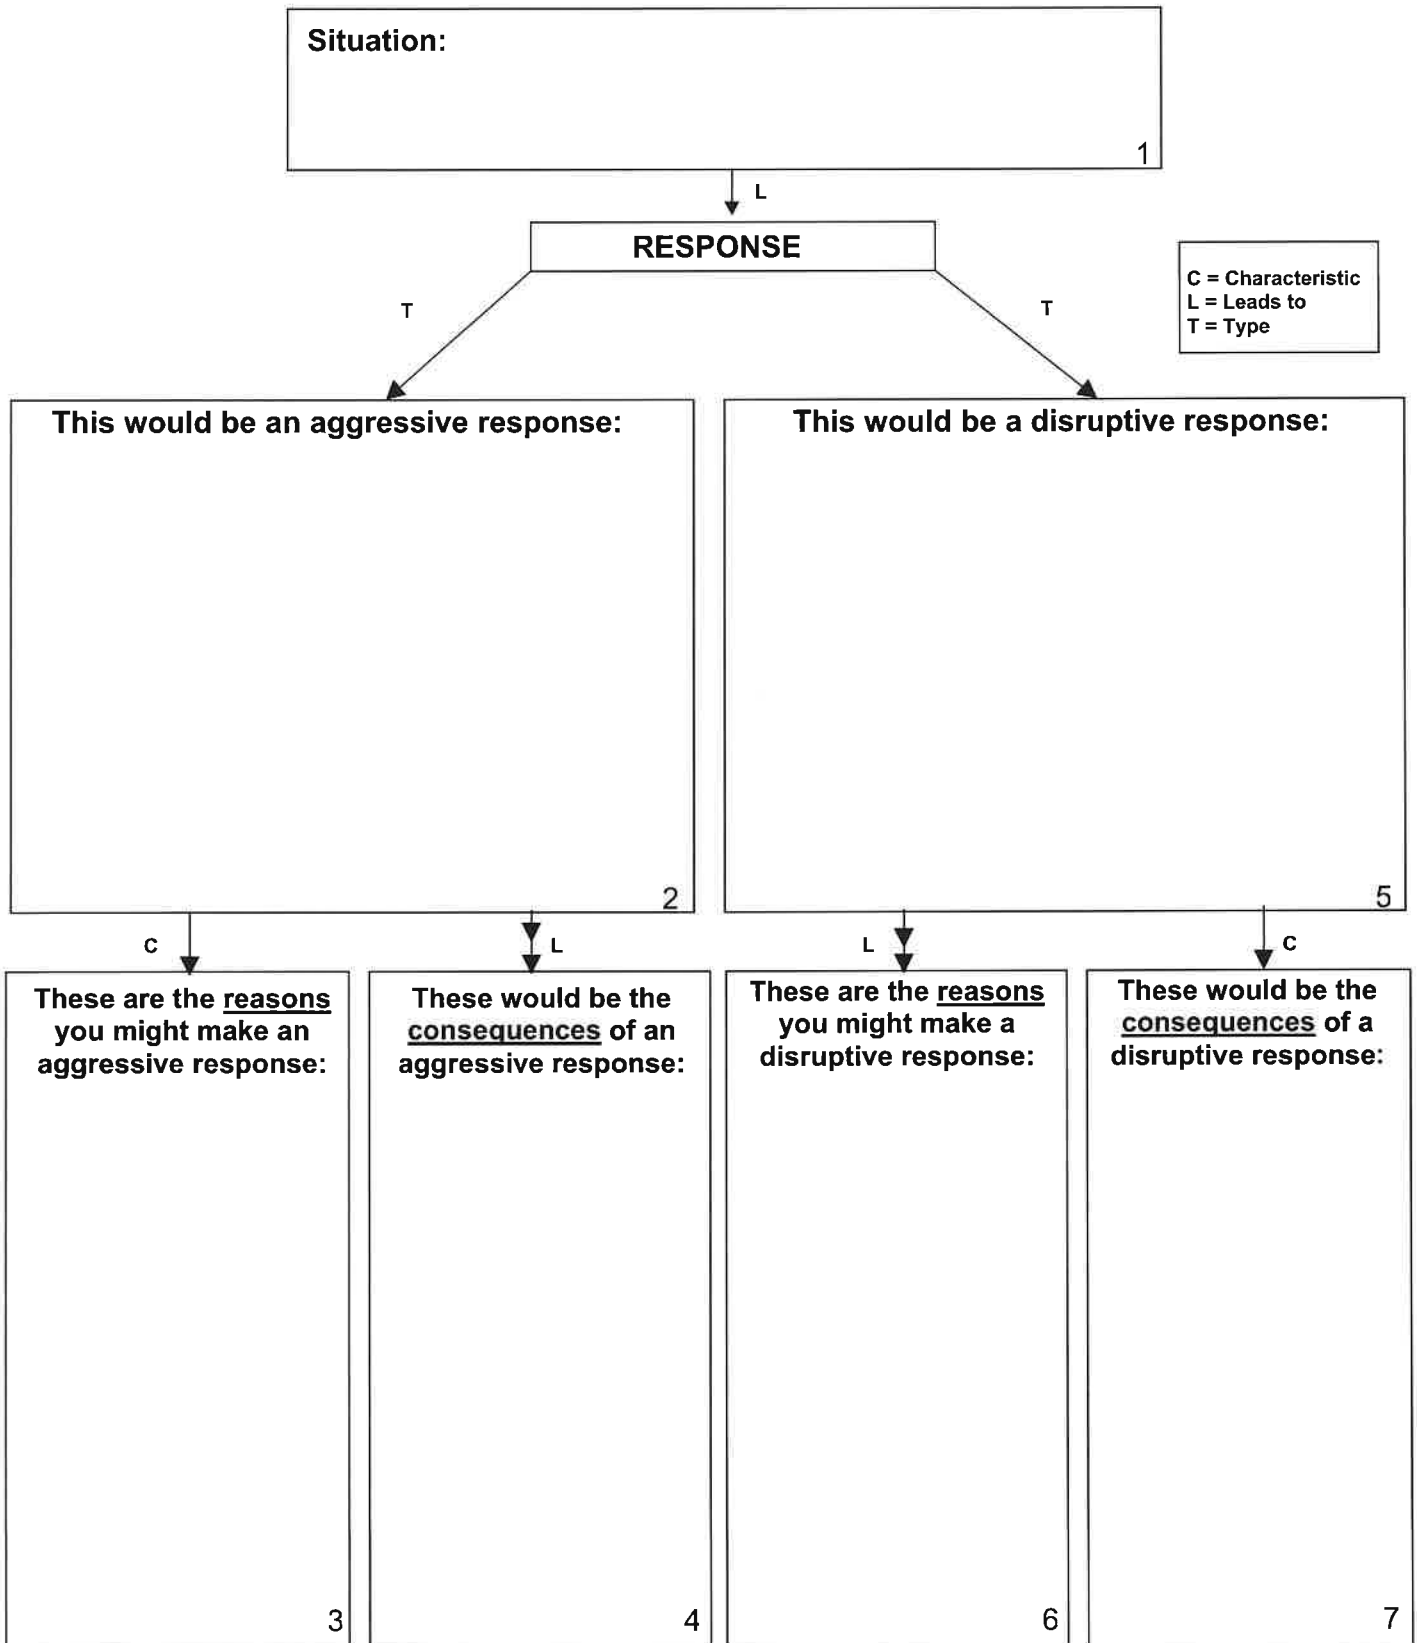 Situation:
1
L
RESPONSE
C = Characteristic
L = Leads to
T = Type
T
T
This would be an aggressive response:
2
This would be a disruptive response:
5
C
L
L
C
These are the reasons
you might make an
aggressive response:
3
These would be the
consequences of an
aggressive response:
4
These are the reasons
you might make a
disruptive response:
6
These would be the
consequences of a
disruptive response:
7